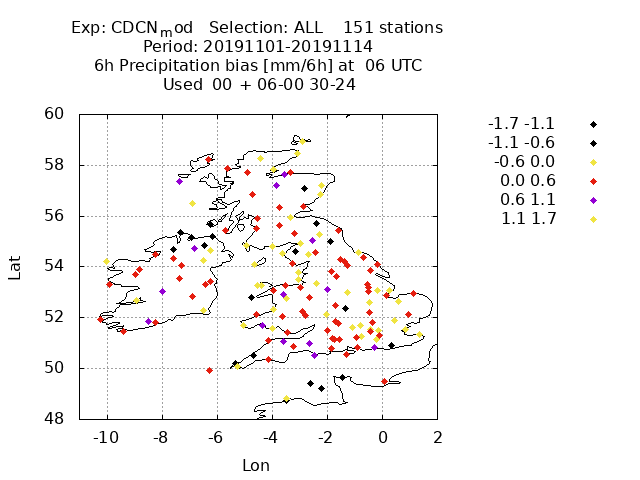 Exp: CDCNmod Selection: ALL 151 stations
Period: 20191101-20191114
6h Precipitation bias [mm/6h] at 06 UTC
Used 00 + 06-00 30-24
-1.7 -1.1
-1.1 -0.6
-0.6 0.0
0.0 0.6
0.6 1.1
1.1 1.7
Lat
60
58
56
54
52
50
48
-10 -8 -6 -4 -2 0 2
Lon